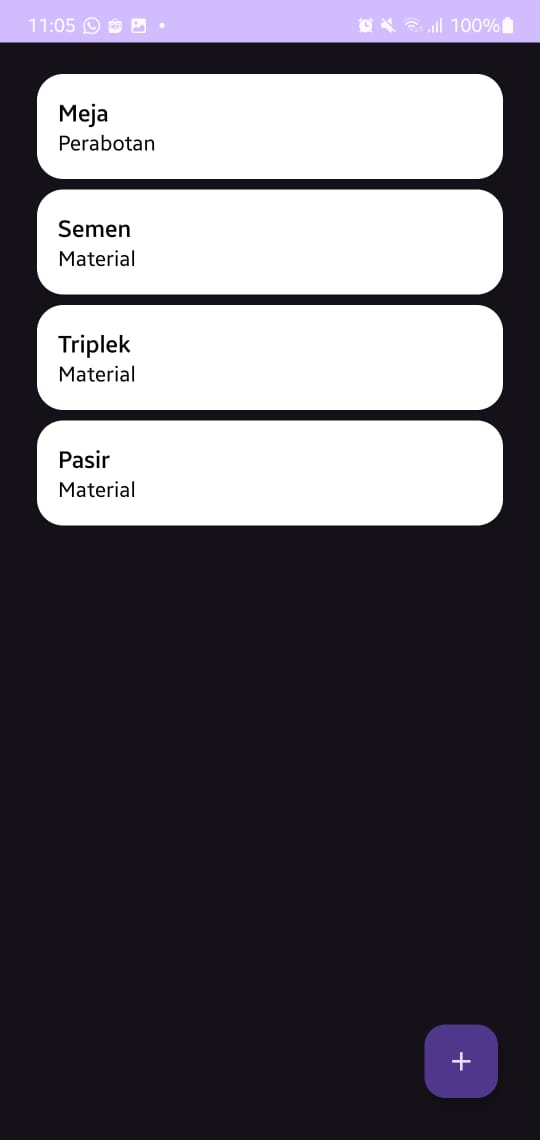 11:05
100%
Meja
Perabotan
Semen
Material
Triplek
Material
Pasir
Material
+